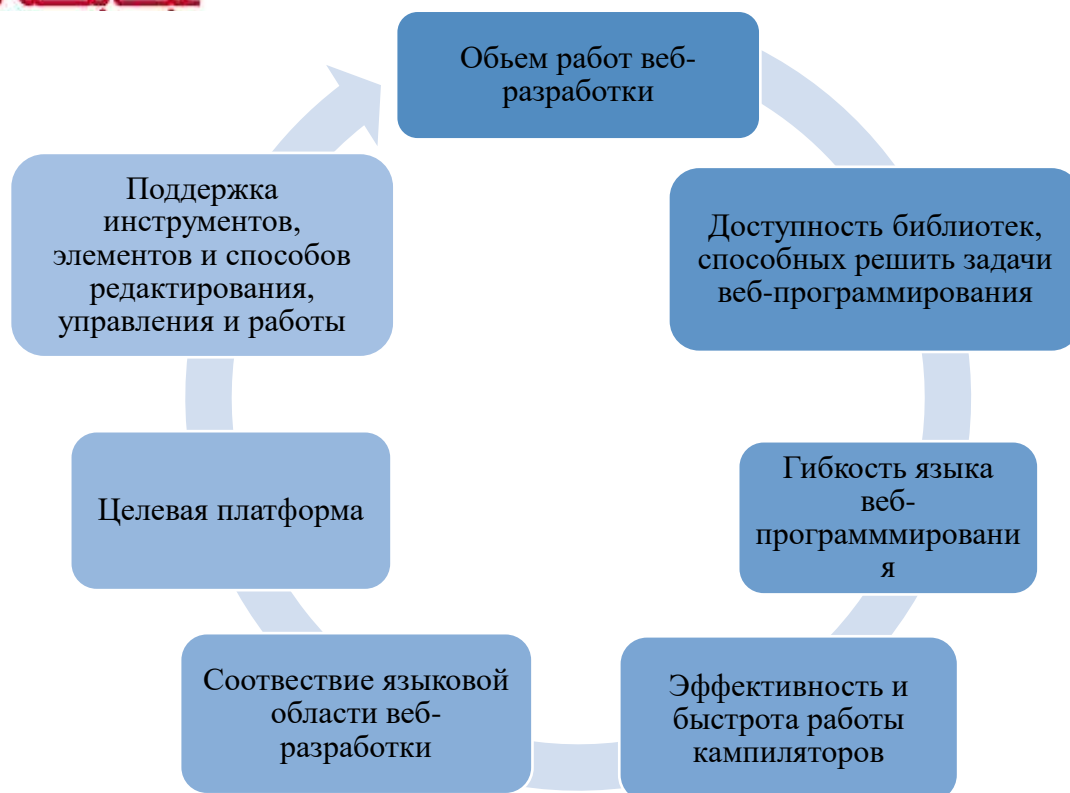 Обьем работ веб-
разработки
Доступность библиотек,
способных решить задачи
веб-программирования
Гибкость языка
веб-
программмировани
я
Эффективность и
быстрота работы
кампиляторов
Соотвествие языковой
области веб-
разработки
Целевая платформа
Поддержка
инструментов,
элементов и способов
редактирования,
управления и работы